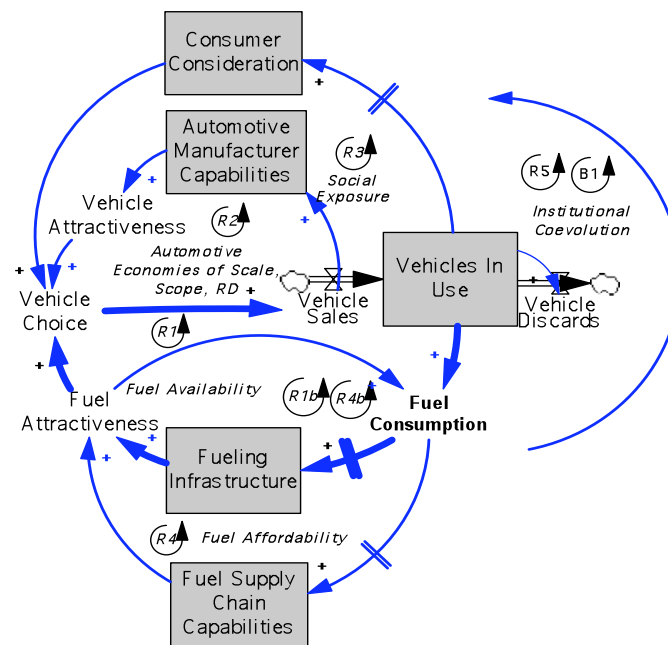 Consumer
Consideration
+
Automotive
Manufacturer
Capabilities
R3
Social
Exposure
R5
B1
Institutional
Coevolution
+
+
Vehicle
Attractiveness
R2
Automotive
Economies of Scale,
Scope, RD
+
+
+
Vehicle
Choice
R1
Vehicle
Sales
Vehicles In
Use
+
Vehicle
Discards
+
+
Fuel Availability
R1b
R4b
+
Fuel
Attractiveness
Fuel
Consumption
+
+
+
Fueling
Infrastructure
R4
Fuel Affordability
+
Fuel Supply
Chain
Capabilities